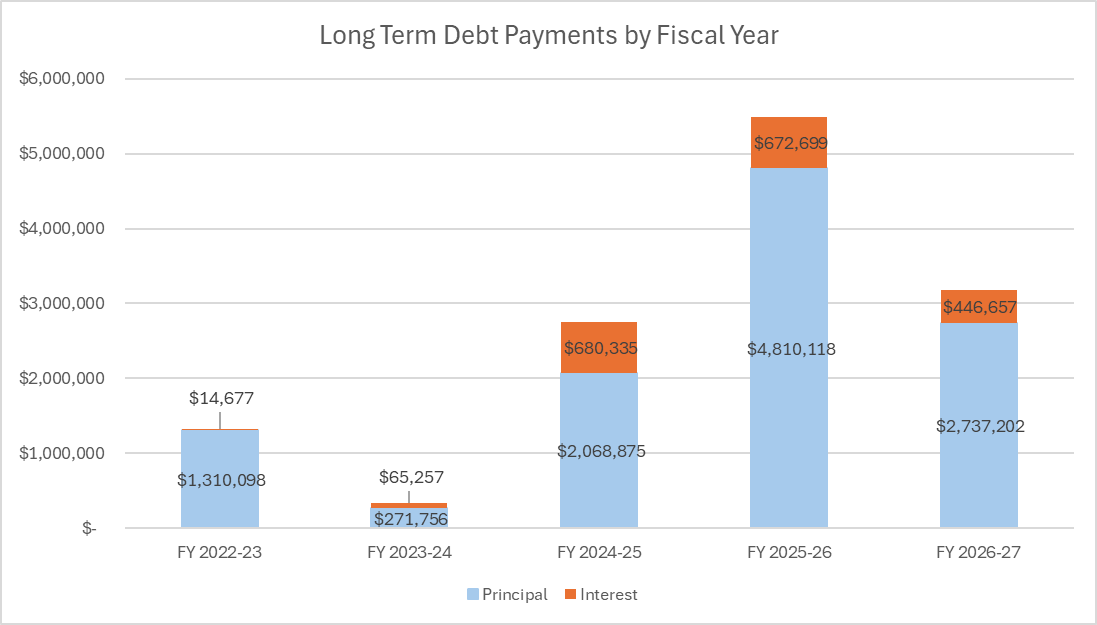 Long Term Debt Payments by Fiscal Year
$6,000,000
$5,000,000
$4,000,000
$3,000,000
$2,000,000
$1,000,000
$-
$14,677
$1,310,098
$65,257
$271,756
$680,335
$2,068,875
$672,699
$4,810,118
$446,657
$2,737,202
FY 2022-23
FY 2023-24
FY 2024-25
FY 2025-26
FY 2026-27
Principal
Interest